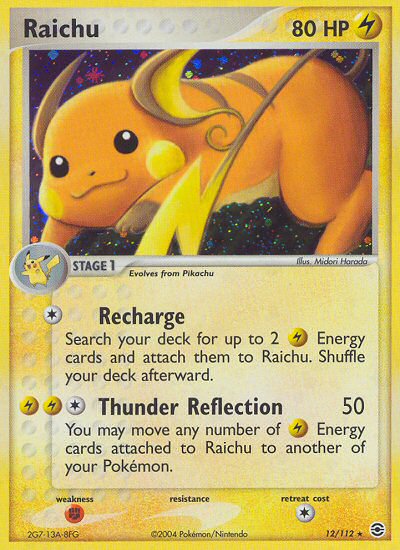 Raichu 80 HP
Illus. Midori Harada
STAGE 1
Evolves from Pikachu
Recharge
Search your deck for up to 2 Energy
cards and attach them to Raichu. Shuffle
your deck afterward.
Thunder Reflection 50
You may move any number of Energy
cards attached to Raichu to another of
your Pokémon.
weakness resistance retreat cost
2G7-13A-8FG ©2004 Pokémon/Nintendo 12/112 ★